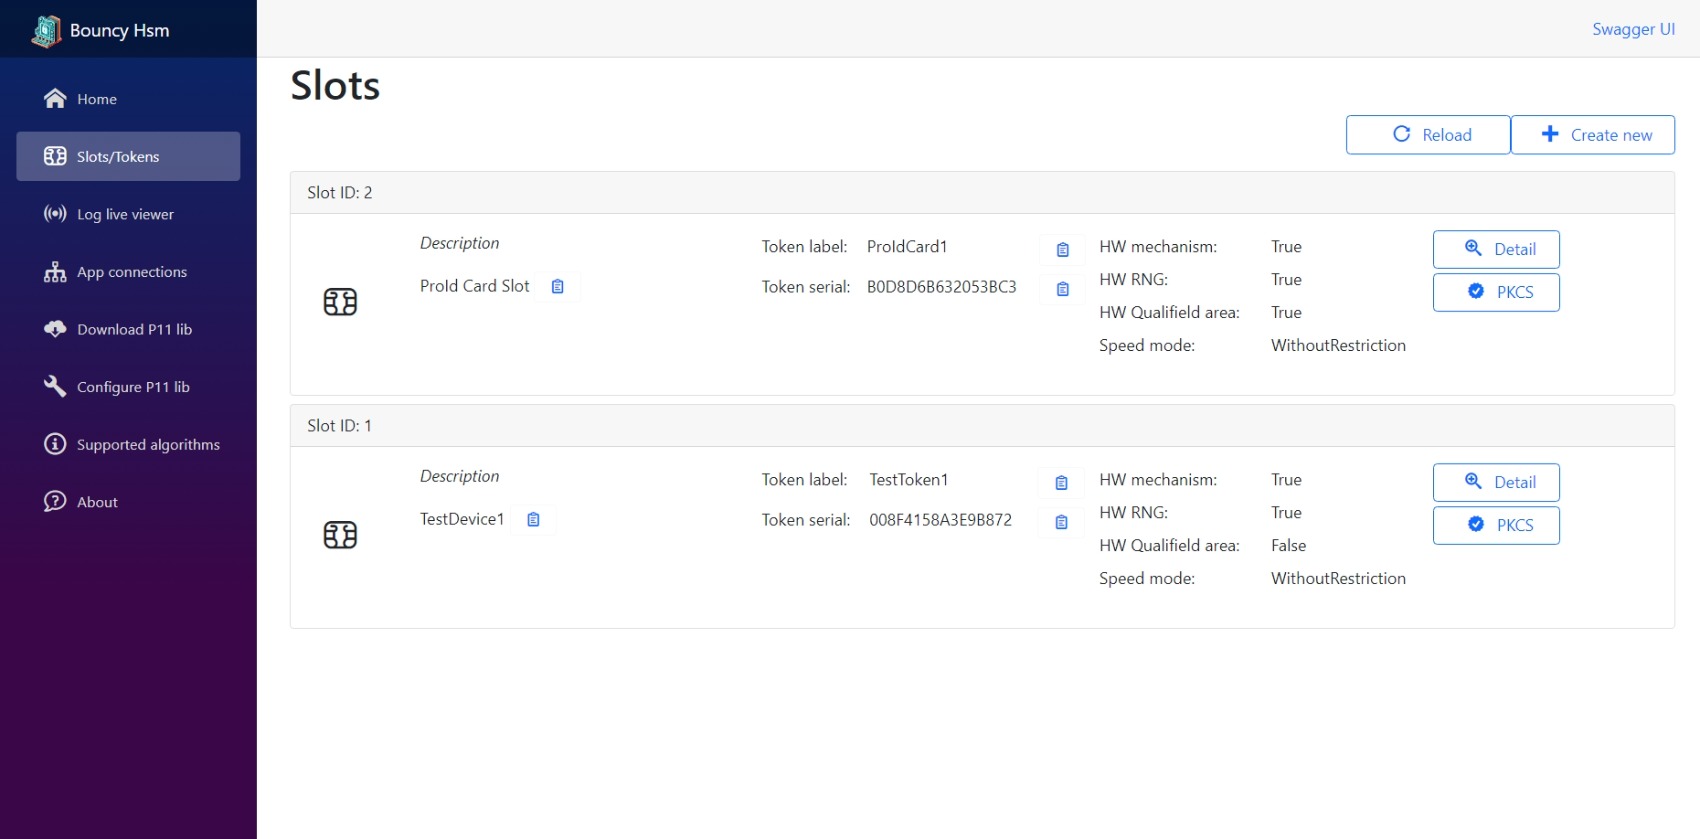 Bouncy Hsm
Swagger UI
Home
Slots/Tokens
Log live viewer
App connections
Download P11 lib
Configure P11 lib
Supported algorithms
About
Slots
Reload
Create new
Slot ID: 2
Description
ProId Card Slot
Token label: ProIdCard1
Token serial: B0D8D6B632053BC3
HW mechanism: True
HW RNG: True
HW Qualifield area: True
Speed mode: WithoutRestriction
Detail
PKCS
Slot ID: 1
Description
TestDevice1
Token label: TestToken1
Token serial: 008F4158A3E9B872
HW mechanism: True
HW RNG: True
HW Qualifield area: False
Speed mode: WithoutRestriction
Detail
PKCS